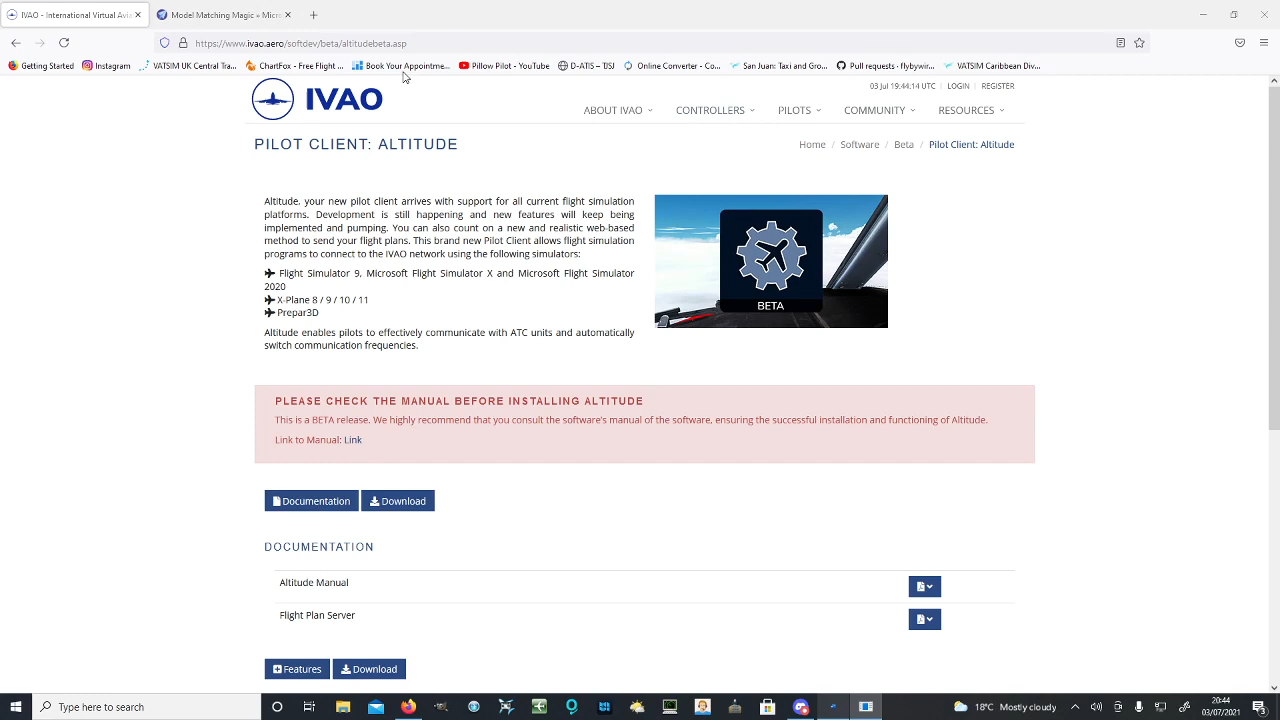 IVAO - International Virtual Avia
Model Matching Magic • Micros
https://www.ivao.aero/softdev/beta/altitudebeta.asp
Getting Started
Instagram
VATSIM UK Central Tra...
ChartFox - Free Flight ...
Book Your Appointme...
Pillow Pilot - YouTube
D-ATIS – TJSJ
Online Converter - Co...
San Juan: Taxi and Gro...
Pull requests · flybywir...
VATSIM Caribbean Div...
IVAO
03 Jul 19:44:14 UTC | LOGIN | REGISTER
ABOUT IVAO
CONTROLLERS
PILOTS
COMMUNITY
RESOURCES
PILOT CLIENT: ALTITUDE
Home / Software / Beta / Pilot Client: Altitude
Altitude, your new pilot client arrives with support for all current flight simulation
platforms. Development is still happening and new features will keep being
implemented and pumping. You can also count on a new and realistic web-based
method to send your flight plans. This brand new Pilot Client allows flight simulation
programs to connect to the IVAO network using the following simulators:
Flight Simulator 9, Microsoft Flight Simulator X and Microsoft Flight Simulator
2020
X-Plane 8 / 9 / 10 / 11
Prepar3D
Altitude enables pilots to effectively communicate with ATC units and automatically
switch communication frequencies.
BETA
PLEASE CHECK THE MANUAL BEFORE INSTALLING ALTITUDE
This is a BETA release. We highly recommend that you consult the software's manual of the software, ensuring the successful installation and functioning of Altitude.
Link to Manual: Link
Documentation
Download
DOCUMENTATION
Altitude Manual
Flight Plan Server
Features
Download
Type here to search
18°C Mostly cloudy
20:44
03/07/2021